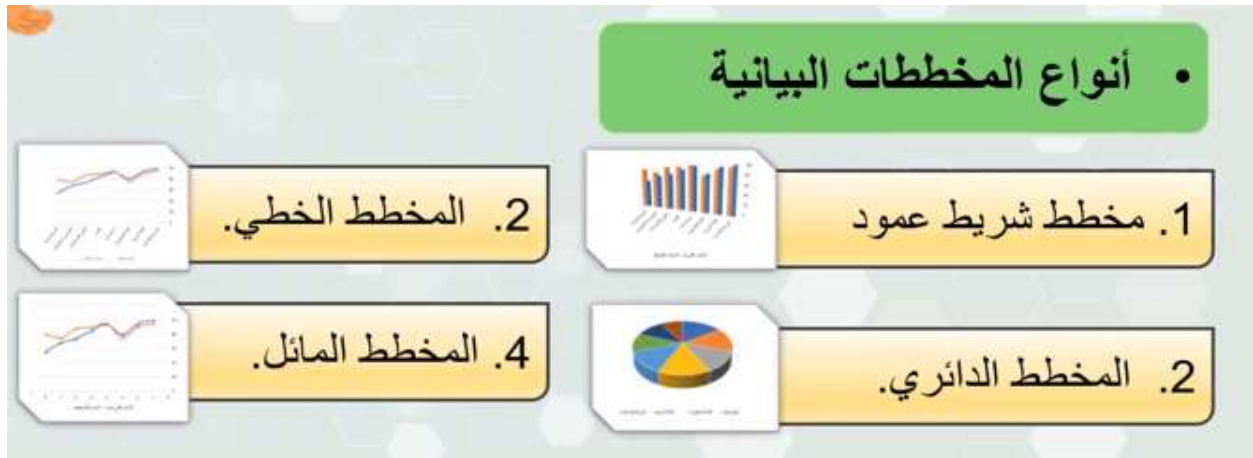 • أنواع المخططات البيانية
1. مخطط شريط عمود
2. المخطط الخطي.
2. المخطط الدائري.
4. المخطط المائل.